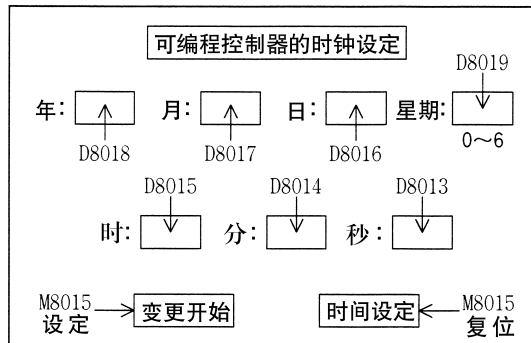 可编程控制器的时钟设定
D8019
年: 月: 日: 星期:
D8018 D8017 D8016 0～6
D8015 D8014 D8013
时: 分: 秒:
M8015 设定 变更开始 时间设定 M8015 复位